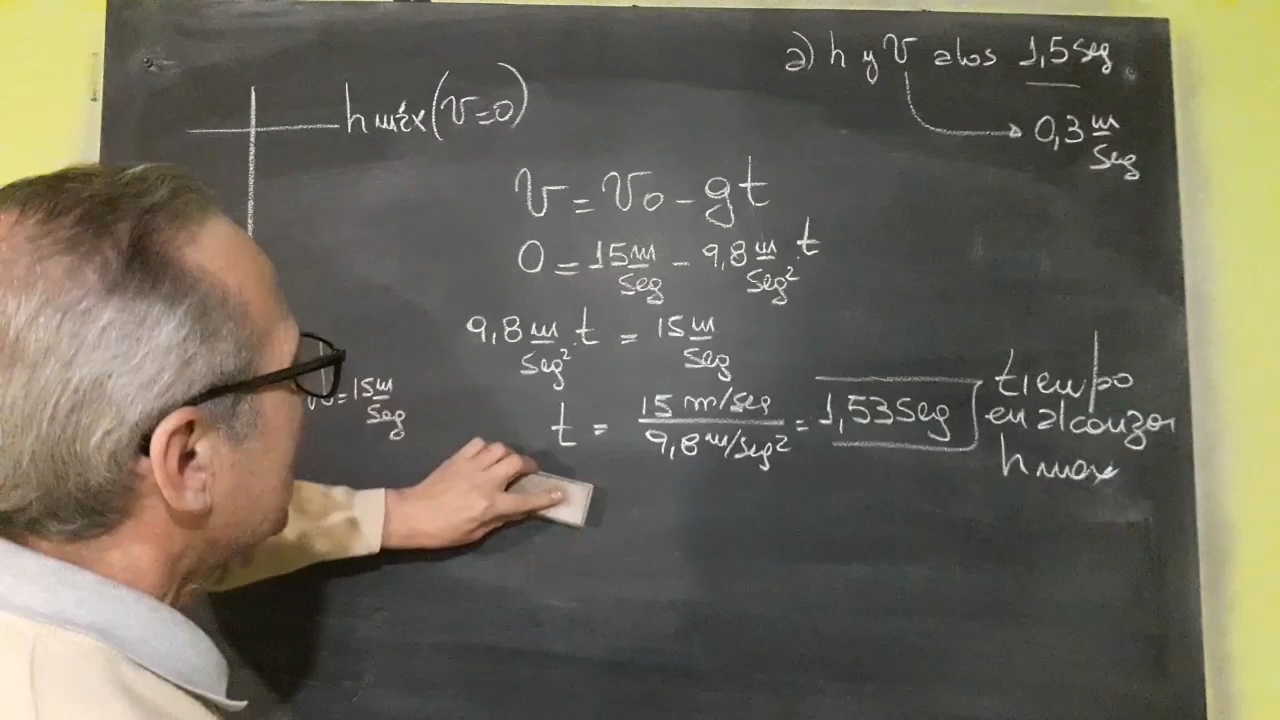 a) h y V a los 1,5 seg
0,3 m/seg
h máx (V=0)
V = Vo - gt
0 = 15 m/seg - 9,8 m/seg² . t
9,8 m/seg² . t = 15 m/seg
= 15 m/seg
t = 15 m/seg / 9,8 m/seg² = 1,53 seg
tiempo
en alcanzar
h max